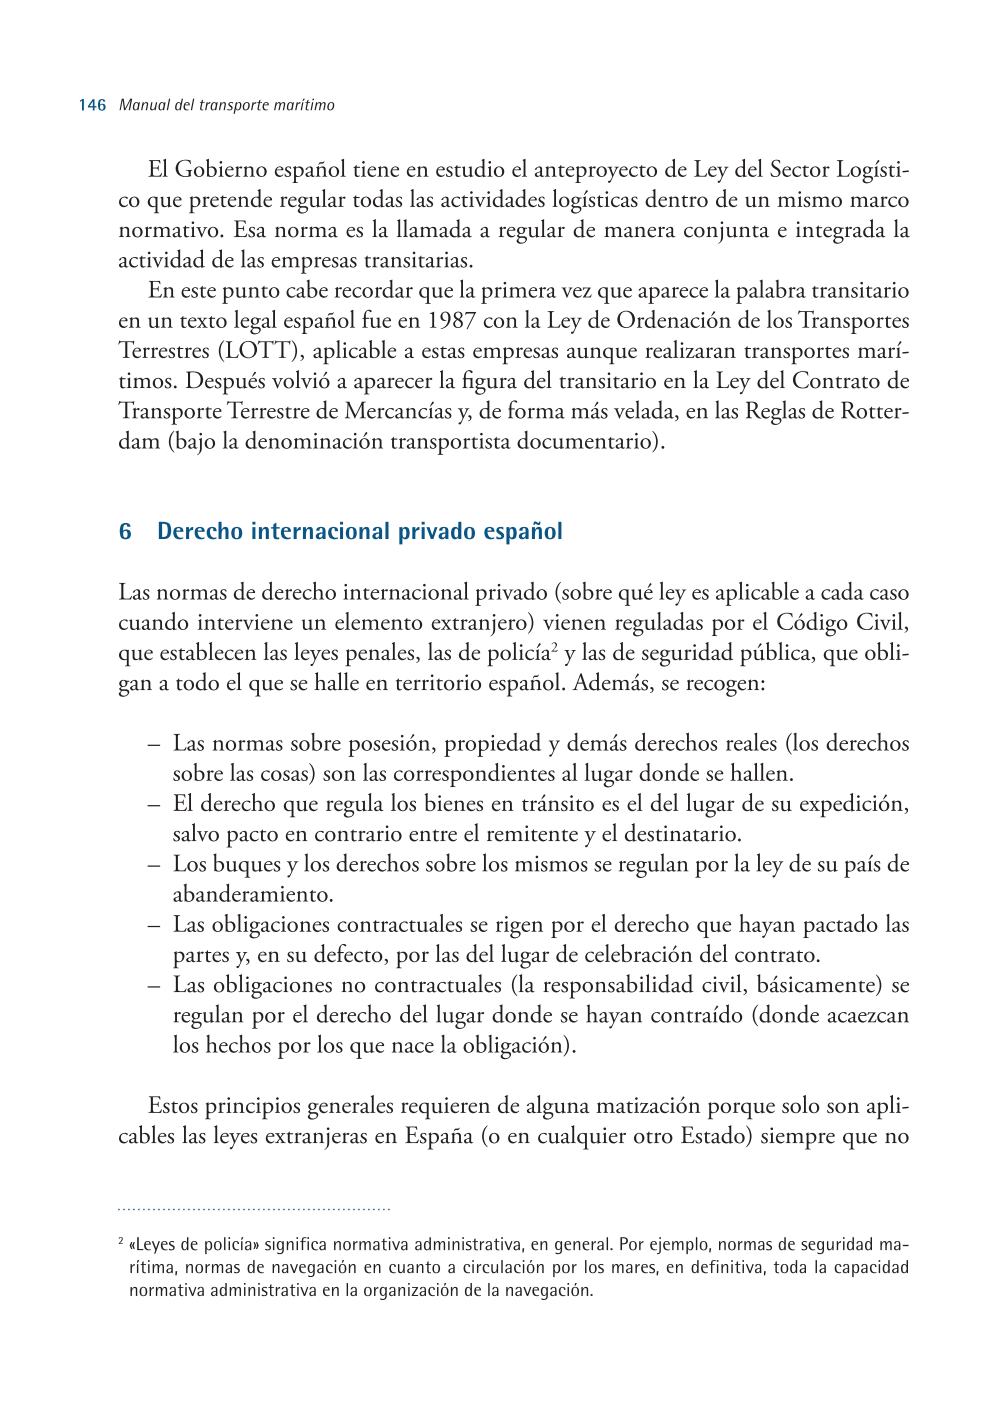 146 Manual del transporte marítimo
El Gobierno español tiene en estudio el anteproyecto de Ley del Sector Logísti-
co que pretende regular todas las actividades logísticas dentro de un mismo marco
normativo. Esa norma es la llamada a regular de manera conjunta e integrada la
actividad de las empresas transitarias.
En este punto cabe recordar que la primera vez que aparece la palabra transitario
en un texto legal español fue en 1987 con la Ley de Ordenación de los Transportes
Terrestres (LOTT), aplicable a estas empresas aunque realizaran transportes marí-
timos. Después volvió a aparecer la figura del transitario en la Ley del Contrato de
Transporte Terrestre de Mercancías y, de forma más velada, en las Reglas de Rotter-
dam (bajo la denominación transportista documentario).
6 Derecho internacional privado español
Las normas de derecho internacional privado (sobre qué ley es aplicable a cada caso
cuando interviene un elemento extranjero) vienen reguladas por el Código Civil,
que establecen las leyes penales, las de policía² y las de seguridad pública, que obli-
gan a todo el que se halle en territorio español. Además, se recogen:
– Las normas sobre posesión, propiedad y demás derechos reales (los derechos
sobre las cosas) son las correspondientes al lugar donde se hallen.
– El derecho que regula los bienes en tránsito es el del lugar de su expedición,
salvo pacto en contrario entre el remitente y el destinatario.
– Los buques y los derechos sobre los mismos se regulan por la ley de su país de
abanderamiento.
– Las obligaciones contractuales se rigen por el derecho que hayan pactado las
partes y, en su defecto, por las del lugar de celebración del contrato.
– Las obligaciones no contractuales (la responsabilidad civil, básicamente) se
regulan por el derecho del lugar donde se hayan contraído (donde acaezcan
los hechos por los que nace la obligación).
Estos principios generales requieren de alguna matización porque solo son apli-
cables las leyes extranjeras en España (o en cualquier otro Estado) siempre que no
² «Leyes de policía» significa normativa administrativa, en general. Por ejemplo, normas de seguridad ma-
rítima, normas de navegación en cuanto a circulación por los mares, en definitiva, toda la capacidad
normativa administrativa en la organización de la navegación.